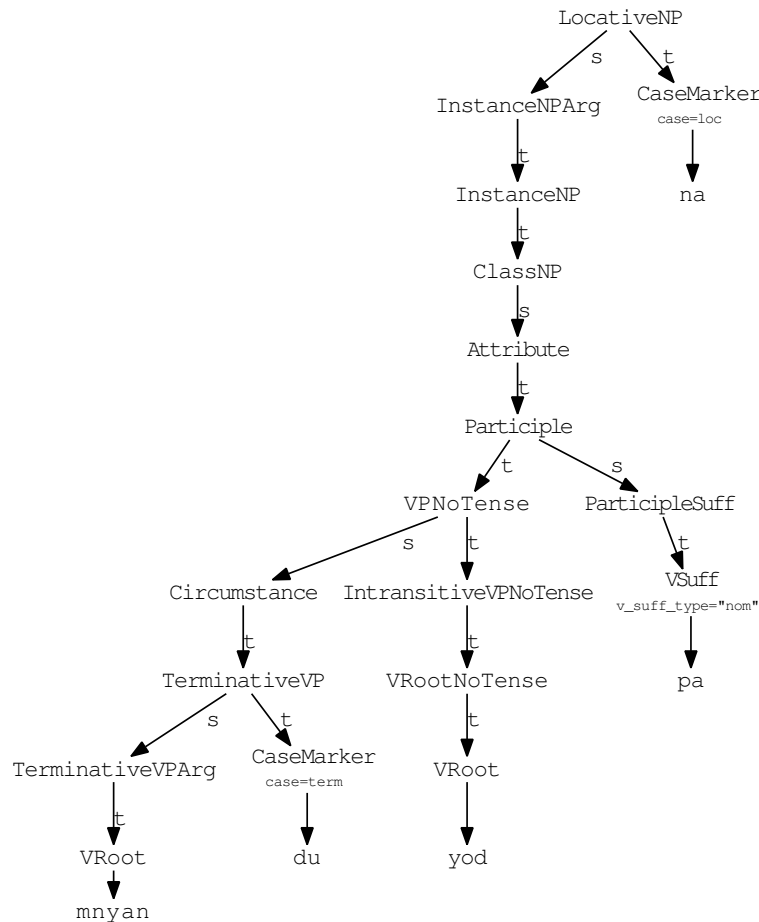 LocativeNP
s t
InstanceNPArg CaseMarker
case=loc
t
InstanceNP na
t
ClassNP
s
Attribute
t
Participle
t s
VPNoTense ParticipleSuff
s t t
Circumstance IntransitiveVPNoTense VSuff
v_suff_type="nom"
t t
TerminativeVP VRootNoTense pa
s t t
TerminativeVPArg CaseMarker VRoot
case=term
t
VRoot du yod
mnyan